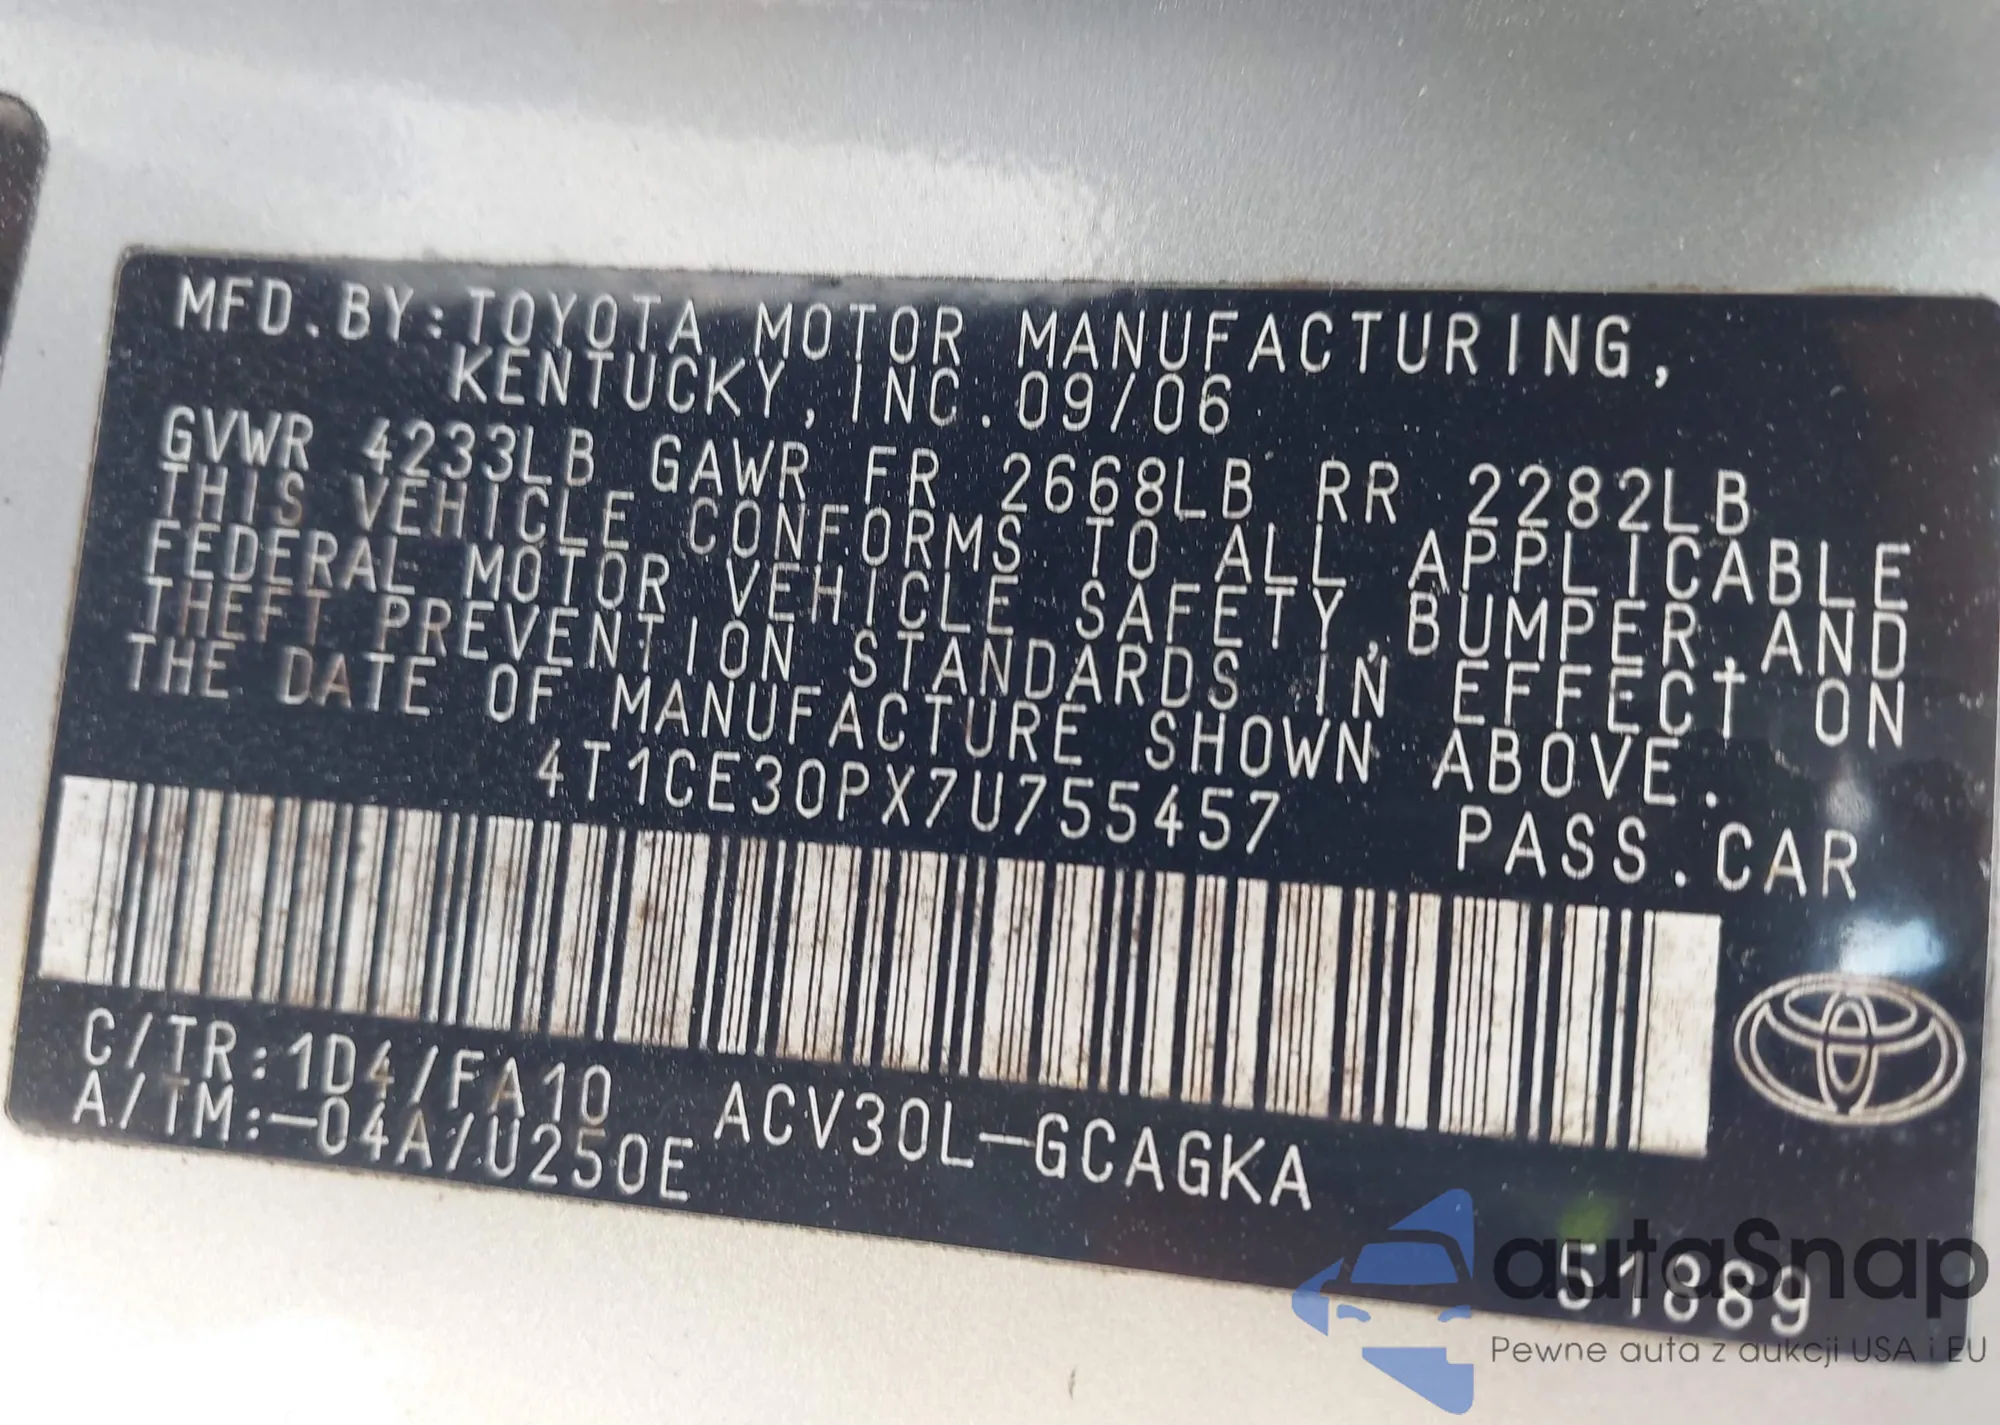 MFD.BY:TOYOTA MOTOR MANUFACTURING,
KENTUCKY, INC. 09/06
GVWR 4233LB GAWR FR 2668LB RR 2282LB
THIS VEHICLE CONFORMS TO ALL APPLICABLE
FEDERAL MOTOR VEHICLE SAFETY, BUMPER, AND
THEFT PREVENTION STANDARDS IN EFFECT ON
THE DATE OF MANUFACTURE SHOWN ABOVE.
4T1CE30PX7U755457 PASS.CAR
C/TR:1D4/FA10 ACV30L-GCAGKA
A/TM:-04A/U250E
51889
autaSnap
Pewne auta z aukcji USA i EU